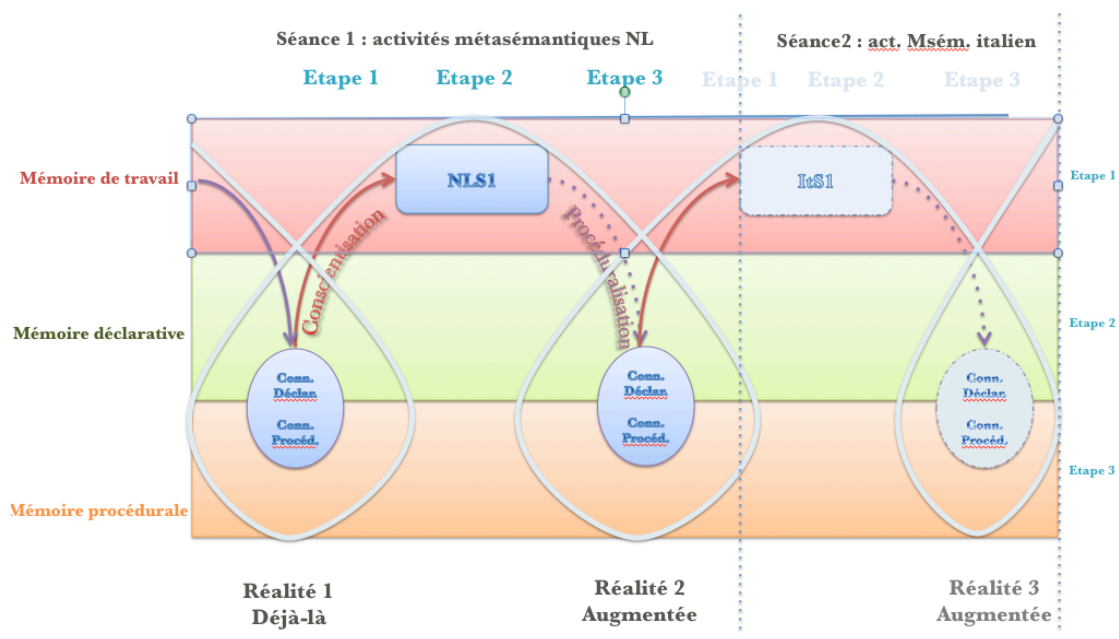 Séance 1 : activités métasémantiques NL
Séance2 : act. Msém. italien
Etape 1
Etape 2
Etape 3
Etape 1
Etape 2
Etape 3
Mémoire de travail
NLS1
ItS1
Etape 1
Conscientisation
Procéduralisation
Mémoire déclarative
Etape 2
Conn.
Déclar.
Conn.
Procéd.
Conn.
Déclar.
Conn.
Procéd.
Conn.
Déclar.
Conn.
Procéd.
Etape 3
Mémoire procédurale
Réalité 1
Déjà-là
Réalité 2
Augmentée
Réalité 3
Augmentée